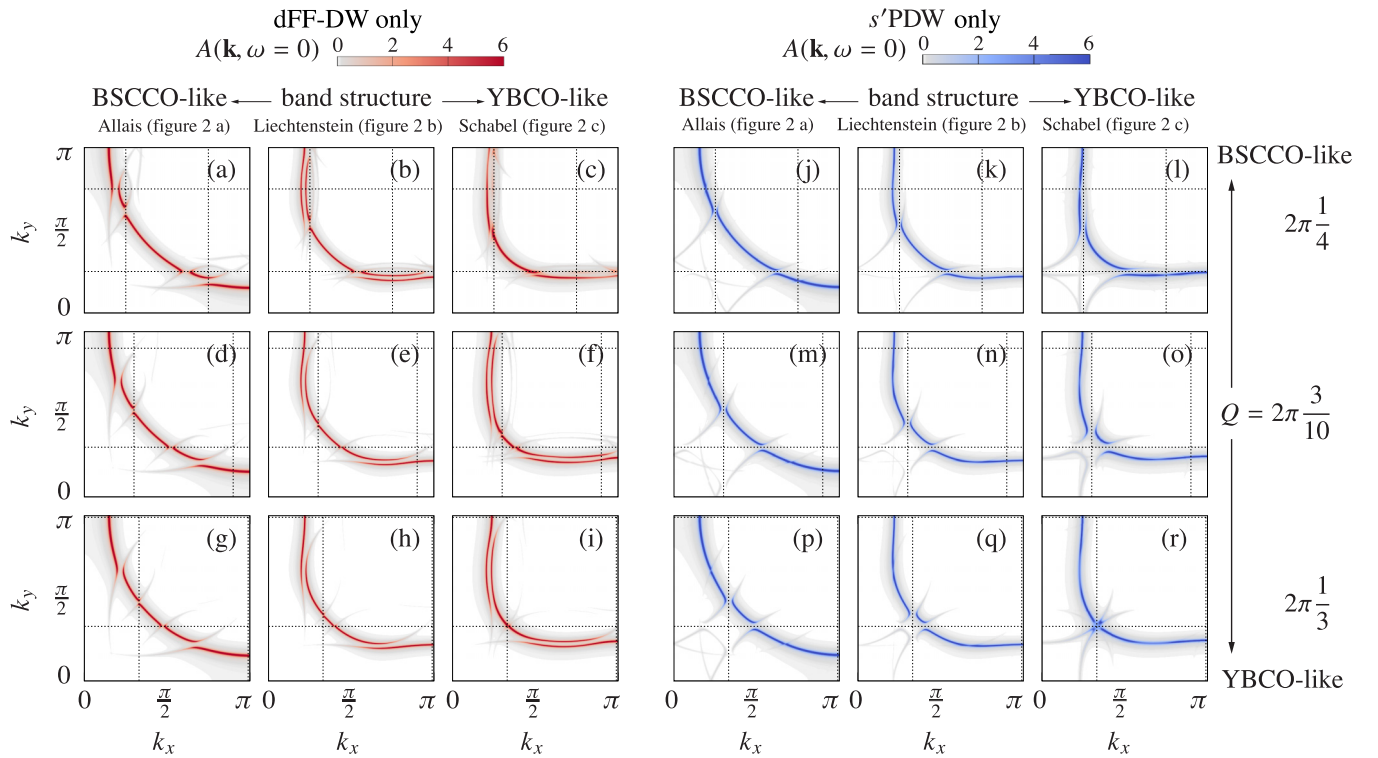 dFF-DW only
A(k, ω = 0) 0 2 4 6
BSCCO-like ← band structure → YBCO-like
Allais (figure 2 a) Liechtenstein (figure 2 b) Schabel (figure 2 c)
s′PDW only
A(k, ω = 0) 0 2 4 6
BSCCO-like ← band structure → YBCO-like
Allais (figure 2 a) Liechtenstein (figure 2 b) Schabel (figure 2 c)
π (a) (b) (c) (j) (k) (l) BSCCO-like
k_y π/2 2π 1/4
0
π (d) (e) (f) (m) (n) (o)
k_y π/2 Q = 2π 3/10
0
π (g) (h) (i) (p) (q) (r)
k_y π/2 2π 1/3
0 YBCO-like
0 π/2 π 0 π/2 π 0 π/2 π 0 π/2 π 0 π/2 π 0 π/2 π
k_x k_x k_x k_x k_x k_x